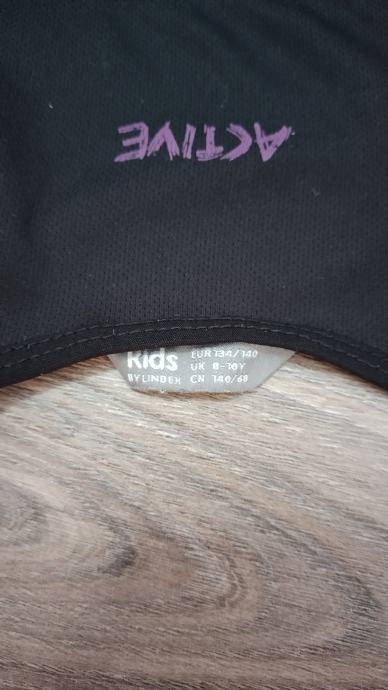 ACTIVE
Kids
BY LINDEX
EUR 134/140
UK 8-10Y
CN 140/68